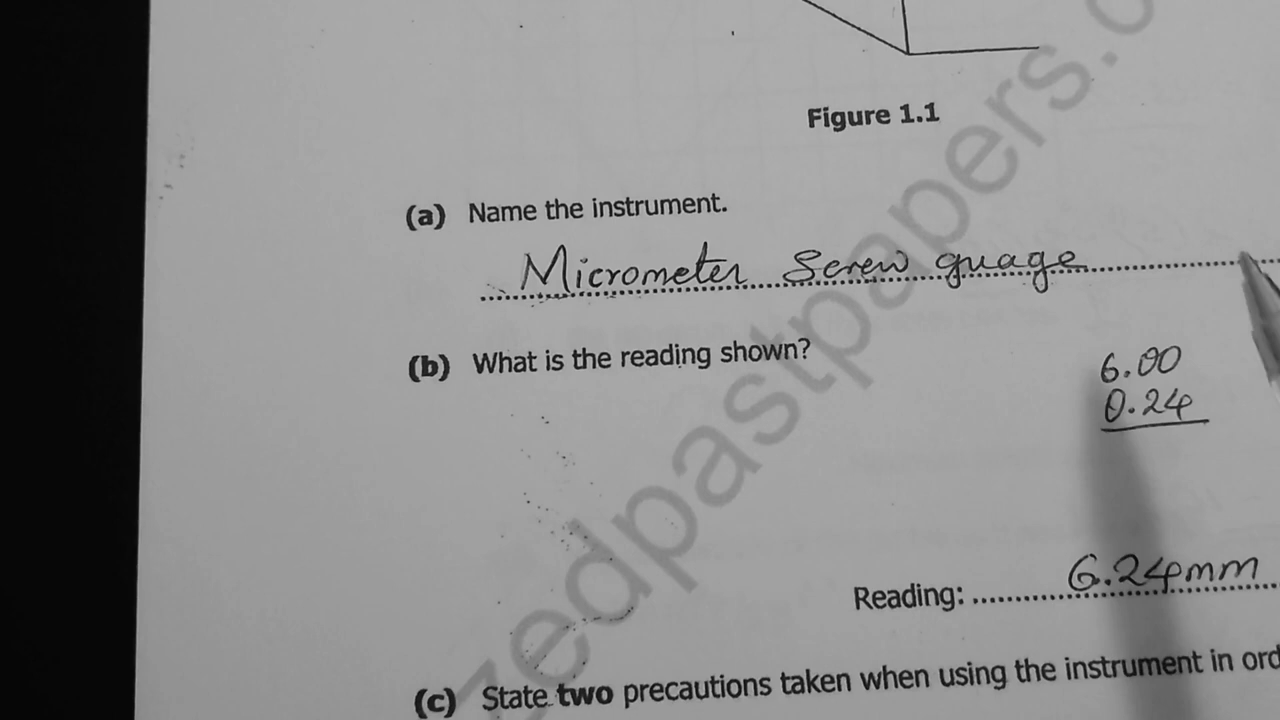 Figure 1.1
(a) Name the instrument.
Micrometer Screw guage
(b) What is the reading shown?
6.00
0.24
Reading: 6.24mm
(c) State two precautions taken when using the instrument in ord
zedpastpapers.c